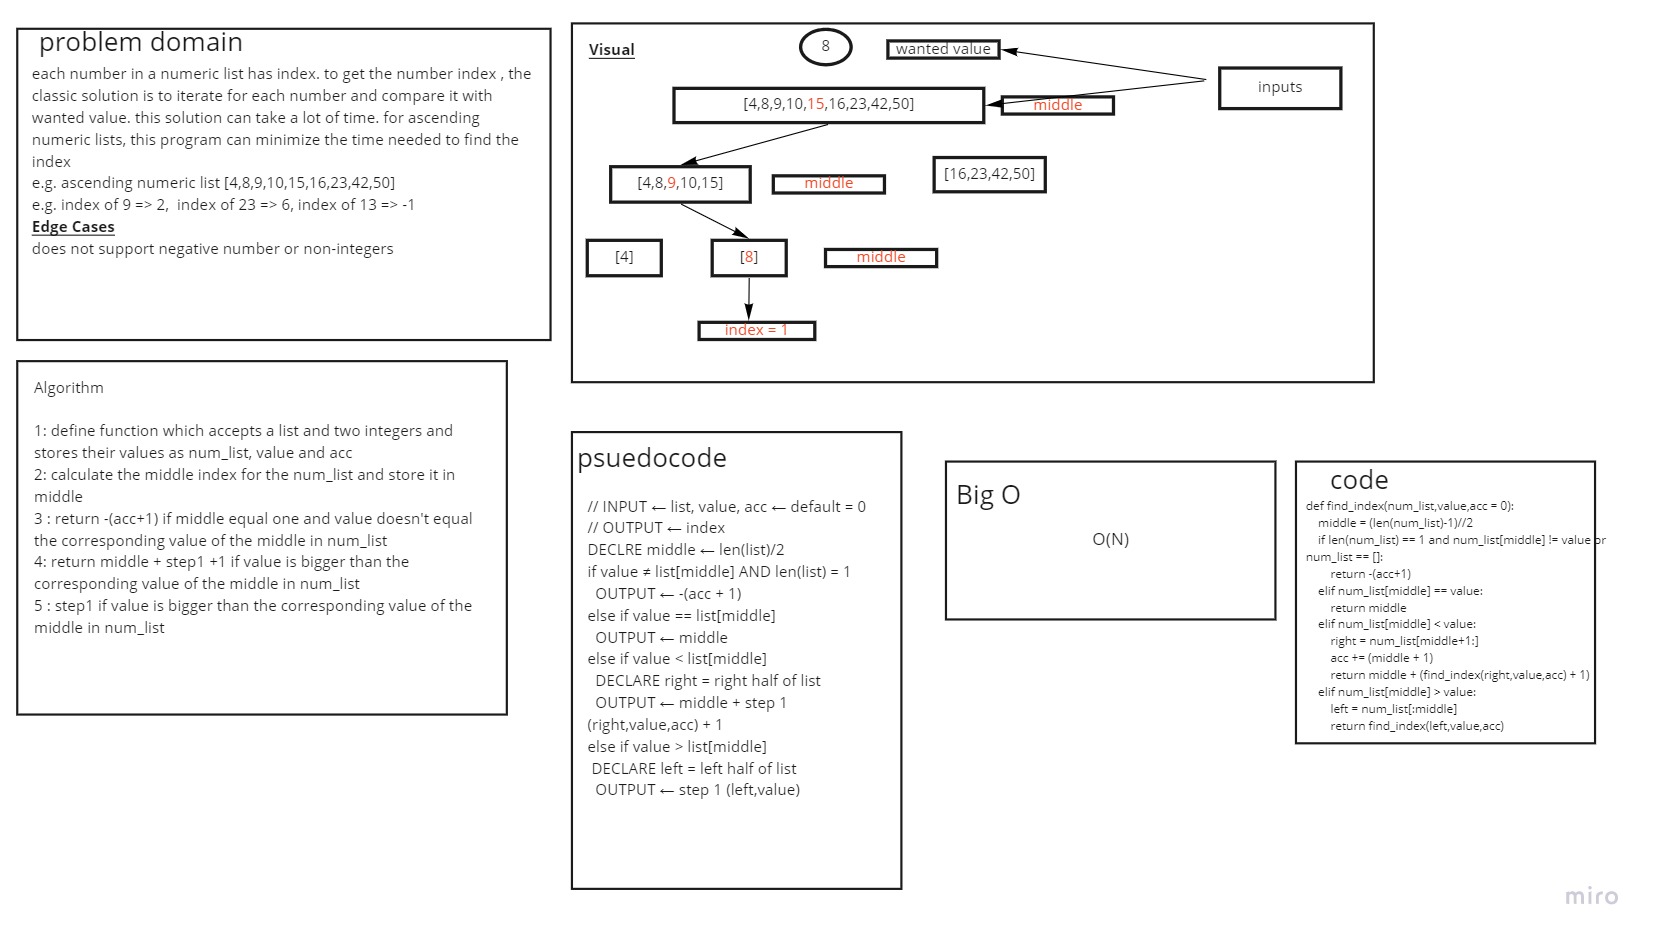 problem domain
each number in a numeric list has index. to get the number index , the
classic solution is to iterate for each number and compare it with
wanted value. this solution can take a lot of time. for ascending
numeric lists, this program can minimize the time needed to find the
index
e.g. ascending numeric list [4,8,9,10,15,16,23,42,50]
e.g. index of 9 => 2,  index of 23 => 6, index of 13 => -1
Edge Cases
does not support negative number or non-integers
Visual
8
wanted value
inputs
[4,8,9,10,15,16,23,42,50]
middle
[4,8,9,10,15]
middle
[16,23,42,50]
[4]
[8]
middle
index = 1
Algorithm
1: define function which accepts a list and two integers and
stores their values as num_list, value and acc
2: calculate the middle index for the num_list and store it in
middle
3 : return -(acc+1) if middle equal one and value doesn't equal
the corresponding value of the middle in num_list
4: return middle + step1 +1 if value is bigger than the
corresponding value of the middle in num_list
5 : step1 if value is bigger than the corresponding value of the
middle in num_list
psuedocode
// INPUT ← list, value, acc ← default = 0
// OUTPUT ← index
DECLRE middle ← len(list)/2
if value ≠ list[middle] AND len(list) = 1
OUTPUT ← -(acc + 1)
else if value == list[middle]
OUTPUT ← middle
else if value < list[middle]
DECLARE right = right half of list
OUTPUT ← middle + step 1
(right,value,acc) + 1
else if value > list[middle]
DECLARE left = left half of list
OUTPUT ← step 1 (left,value)
Big O
O(N)
code
def find_index(num_list,value,acc = 0):
middle = (len(num_list)-1)//2
if len(num_list) == 1 and num_list[middle] != value or
num_list == []:
return -(acc+1)
elif num_list[middle] == value:
return middle
elif num_list[middle] < value:
right = num_list[middle+1:]
acc += (middle + 1)
return middle + (find_index(right,value,acc) + 1)
elif num_list[middle] > value:
left = num_list[:middle]
return find_index(left,value,acc)
miro